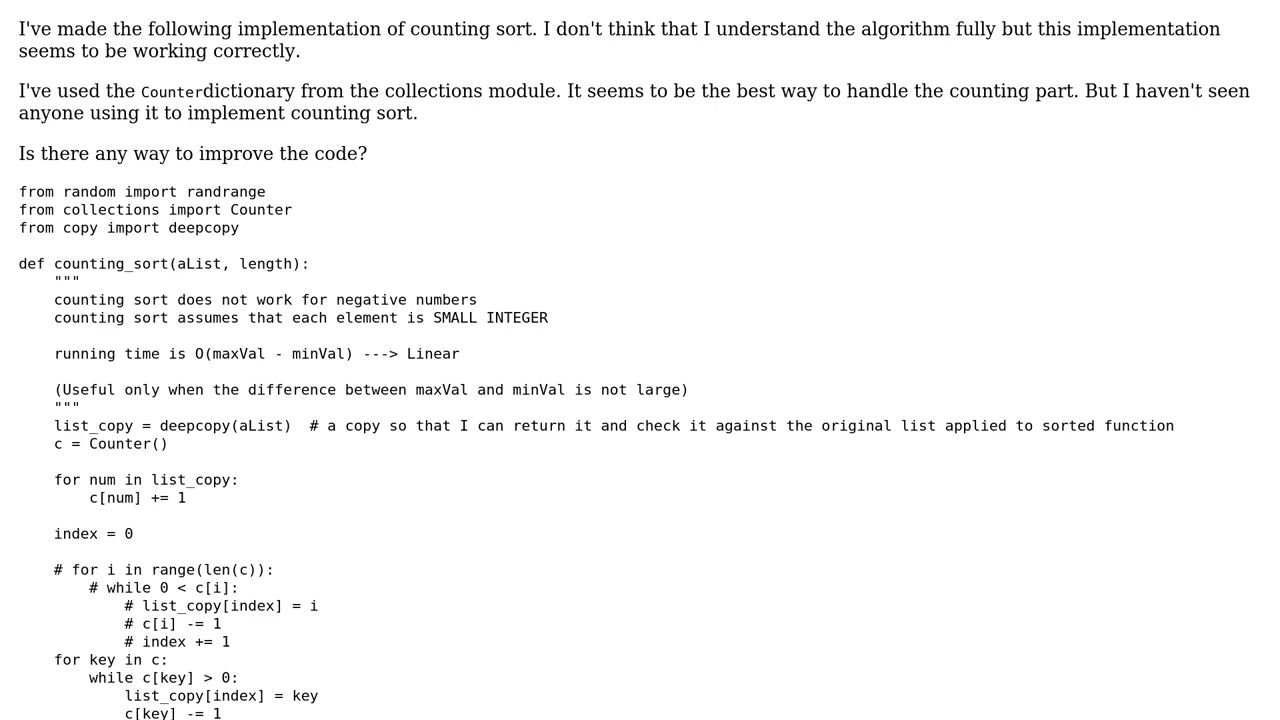 I've made the following implementation of counting sort. I don't think that I understand the algorithm fully but this implementation
seems to be working correctly.
I've used the Counterdictionary from the collections module. It seems to be the best way to handle the counting part. But I haven't seen
anyone using it to implement counting sort.
Is there any way to improve the code?
from random import randrange
from collections import Counter
from copy import deepcopy
def counting_sort(aList, length):
    """
    counting sort does not work for negative numbers
    counting sort assumes that each element is SMALL INTEGER
    running time is O(maxVal - minVal) ---> Linear
    (Useful only when the difference between maxVal and minVal is not large)
    """
    list_copy = deepcopy(aList)  # a copy so that I can return it and check it against the original list applied to sorted function
    c = Counter()
    for num in list_copy:
        c[num] += 1
    index = 0
    # for i in range(len(c)):
        # while 0 < c[i]:
            # list_copy[index] = i
            # c[i] -= 1
            # index += 1
    for key in c:
        while c[key] > 0:
            list_copy[index] = key
            c[key] -= 1